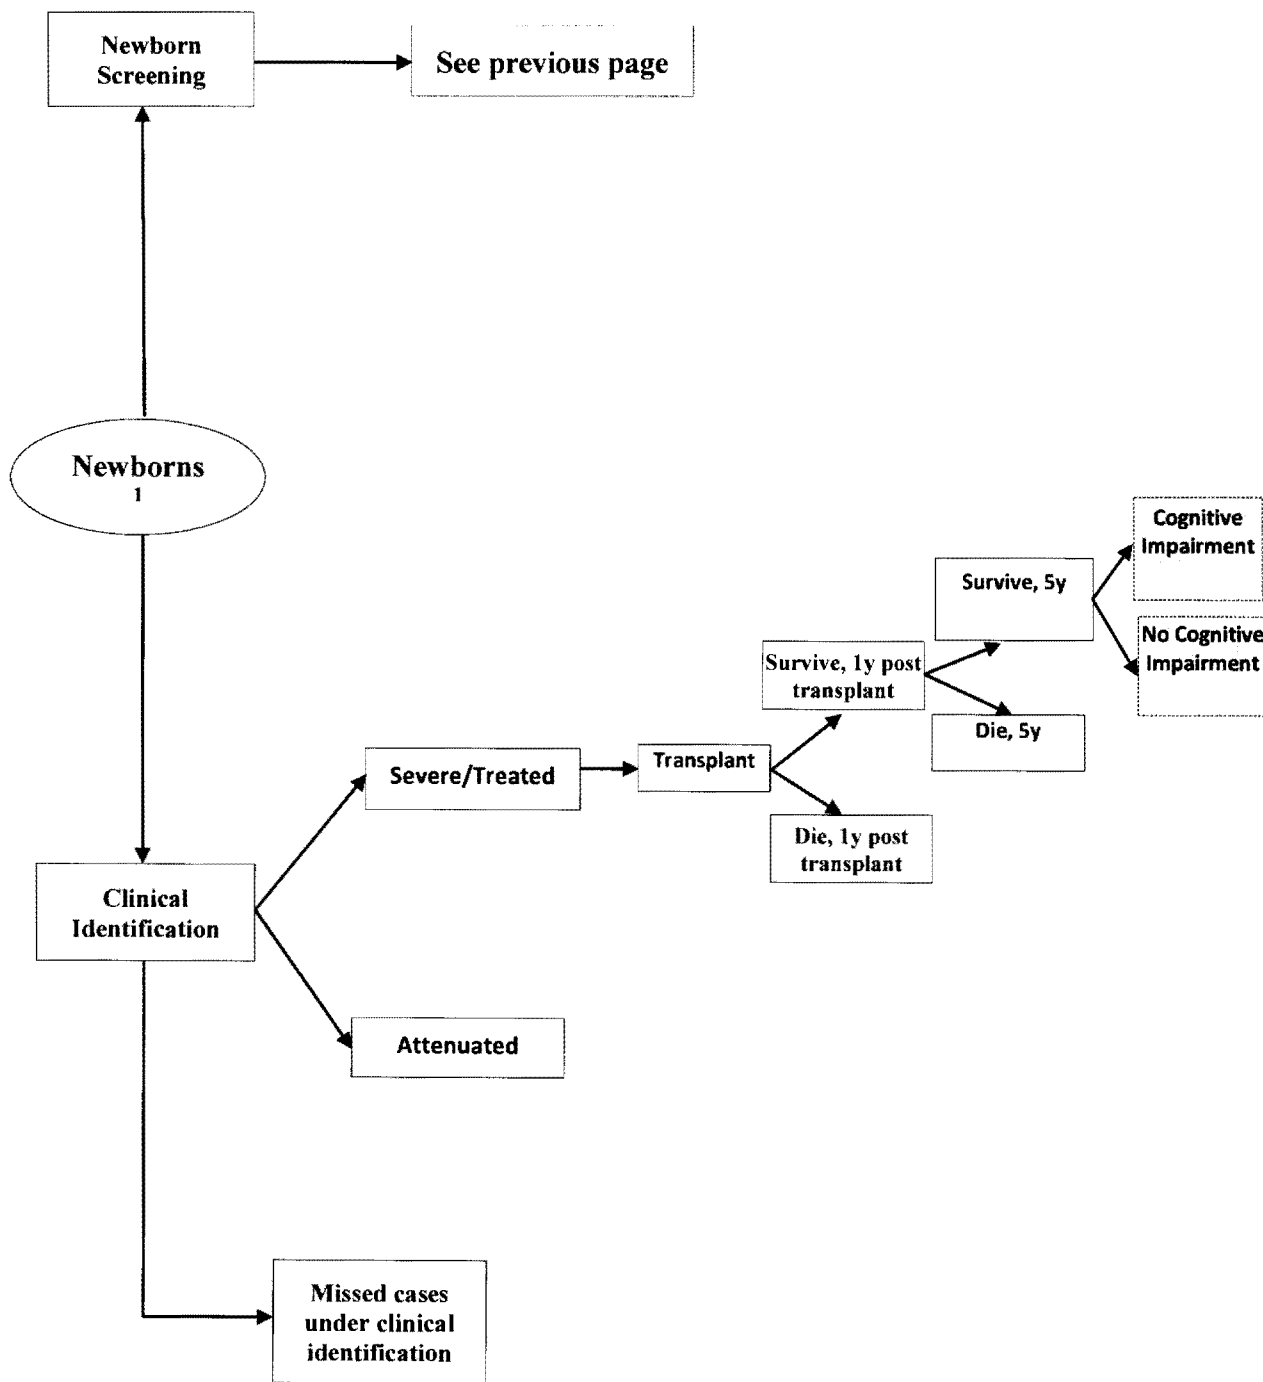 Newborn
Screening
See previous page
Newborns
1
Cognitive
Impairment
Survive, 5y
No Cognitive
Impairment
Survive, 1y post
transplant
Die, 5y
Severe/Treated
Transplant
Die, 1y post
transplant
Clinical
Identification
Attenuated
Missed cases
under clinical
identification